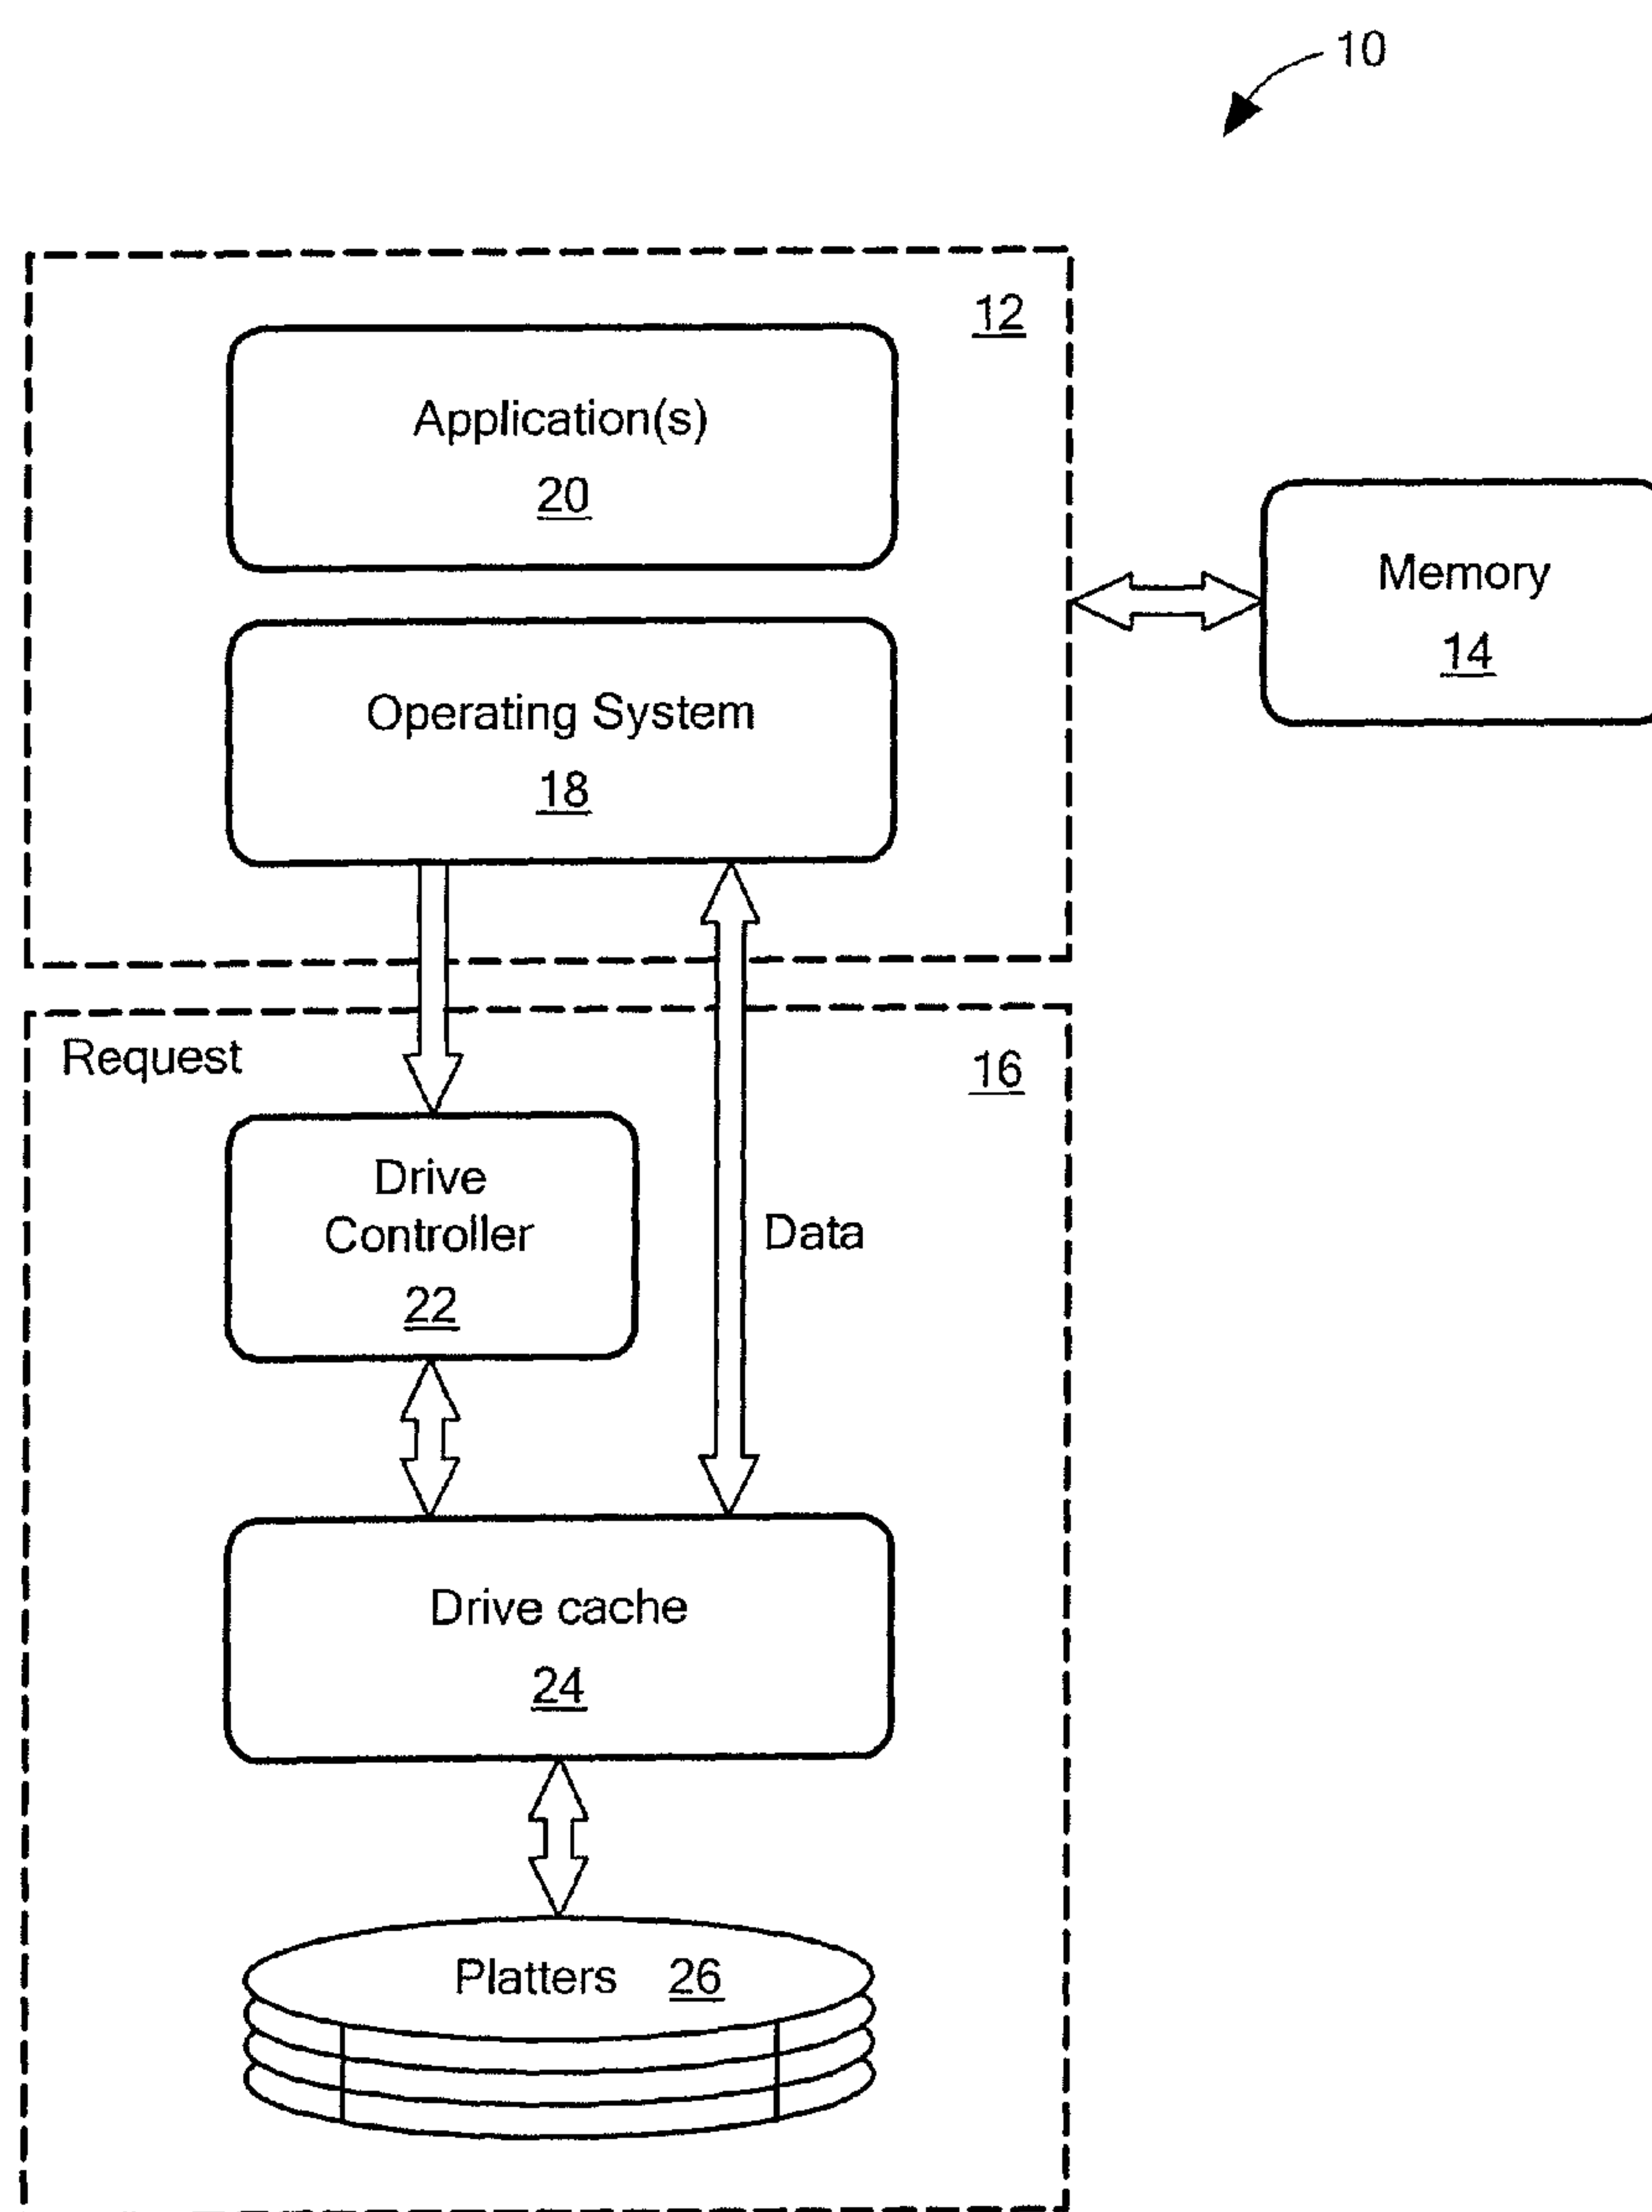 10
12
Application(s)
20
Memory
14
Operating System
18
Request
16
Drive
Controller
22
Data
Drive cache
24
Platters 26